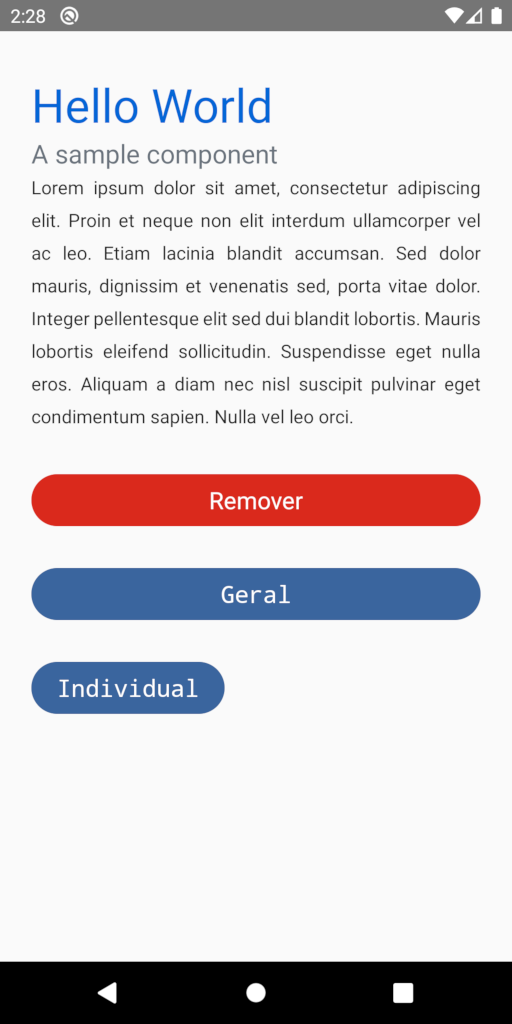 2:28
Hello World
A sample component
Lorem ipsum dolor sit amet, consectetur adipiscing
elit. Proin et neque non elit interdum ullamcorper vel
ac leo. Etiam lacinia blandit accumsan. Sed dolor
mauris, dignissim et venenatis sed, porta vitae dolor.
Integer pellentesque elit sed dui blandit lobortis. Mauris
lobortis eleifend sollicitudin. Suspendisse eget nulla
eros. Aliquam a diam nec nisl suscipit pulvinar eget
condimentum sapien. Nulla vel leo orci.
Remover
Geral
Individual